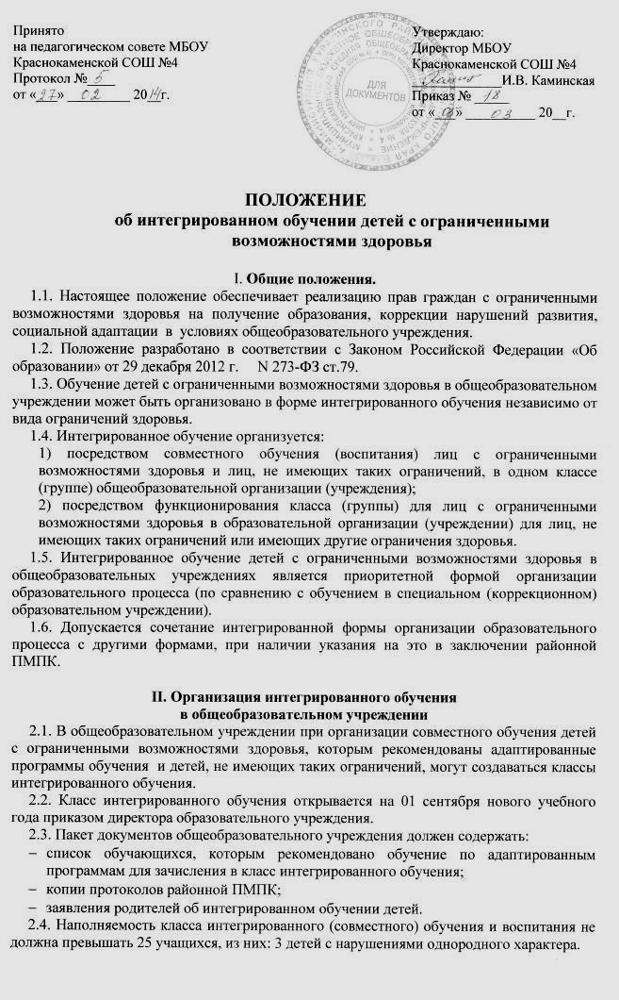 Принято
на педагогическом совете МБОУ
Краснокаменской СОШ №4
Протокол № 5
от «27» 02 2014г.
Утверждаю:
Директор МБОУ
Краснокаменской СОШ №4
И.В. Каминская
Приказ № 18
от « » 03 20__г.
ДЛЯ
ДОКУМЕНТОВ
ПОЛОЖЕНИЕ
об интегрированном обучении детей с ограниченными
возможностями здоровья
I. Общие положения.
1.1. Настоящее положение обеспечивает реализацию прав граждан с ограниченными
возможностями здоровья на получение образования, коррекции нарушений развития,
социальной адаптации в условиях общеобразовательного учреждения.
1.2. Положение разработано в соответствии с Законом Российской Федерации «Об
образовании» от 29 декабря 2012 г. N 273-ФЗ ст.79.
1.3. Обучение детей с ограниченными возможностями здоровья в общеобразовательном
учреждении может быть организовано в форме интегрированного обучения независимо от
вида ограничений здоровья.
1.4. Интегрированное обучение организуется:
1) посредством совместного обучения (воспитания) лиц с ограниченными
возможностями здоровья и лиц, не имеющих таких ограничений, в одном классе
(группе) общеобразовательной организации (учреждения);
2) посредством функционирования класса (группы) для лиц с ограниченными
возможностями здоровья в образовательной организации (учреждении) для лиц, не
имеющих таких ограничений или имеющих другие ограничения здоровья.
1.5. Интегрированное обучение детей с ограниченными возможностями здоровья в
общеобразовательных учреждениях является приоритетной формой организации
образовательного процесса (по сравнению с обучением в специальном (коррекционном)
образовательном учреждении).
1.6. Допускается сочетание интегрированной формы организации образовательного
процесса с другими формами, при наличии указания на это в заключении районной
ПМПК.
II. Организация интегрированного обучения
в общеобразовательном учреждении
2.1. В общеобразовательном учреждении при организации совместного обучения детей
с ограниченными возможностями здоровья, которым рекомендованы адаптированные
программы обучения и детей, не имеющих таких ограничений, могут создаваться классы
интегрированного обучения.
2.2. Класс интегрированного обучения открывается на 01 сентября нового учебного
года приказом директора образовательного учреждения.
2.3. Пакет документов общеобразовательного учреждения должен содержать:
– список обучающихся, которым рекомендовано обучение по адаптированным
программам для зачисления в класс интегрированного обучения;
– копии протоколов районной ПМПК;
– заявления родителей об интегрированном обучении детей.
2.4. Наполняемость класса интегрированного (совместного) обучения и воспитания не
должна превышать 25 учащихся, из них: 3 детей с нарушениями однородного характера.